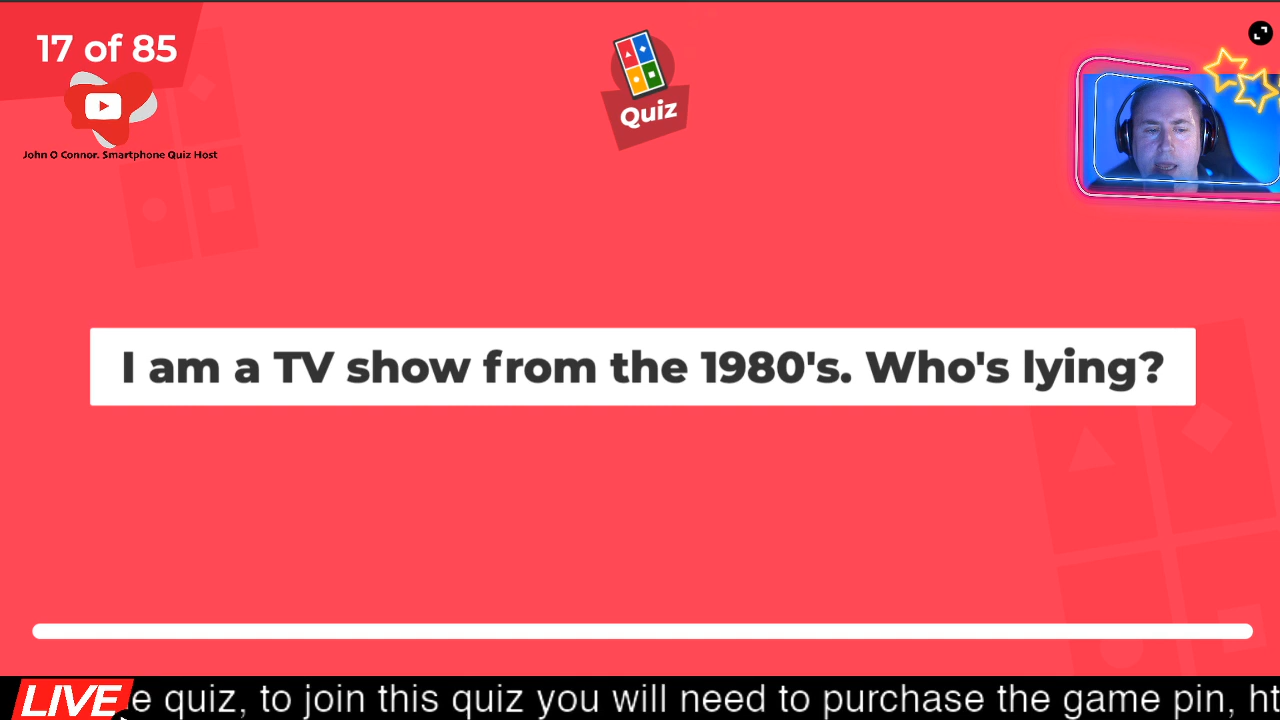 17 of 85
John O Connor. Smartphone Quiz Host
Quiz
I am a TV show from the 1980's. Who's lying?
LIVE
e quiz, to join this quiz you will need to purchase the game pin, ht